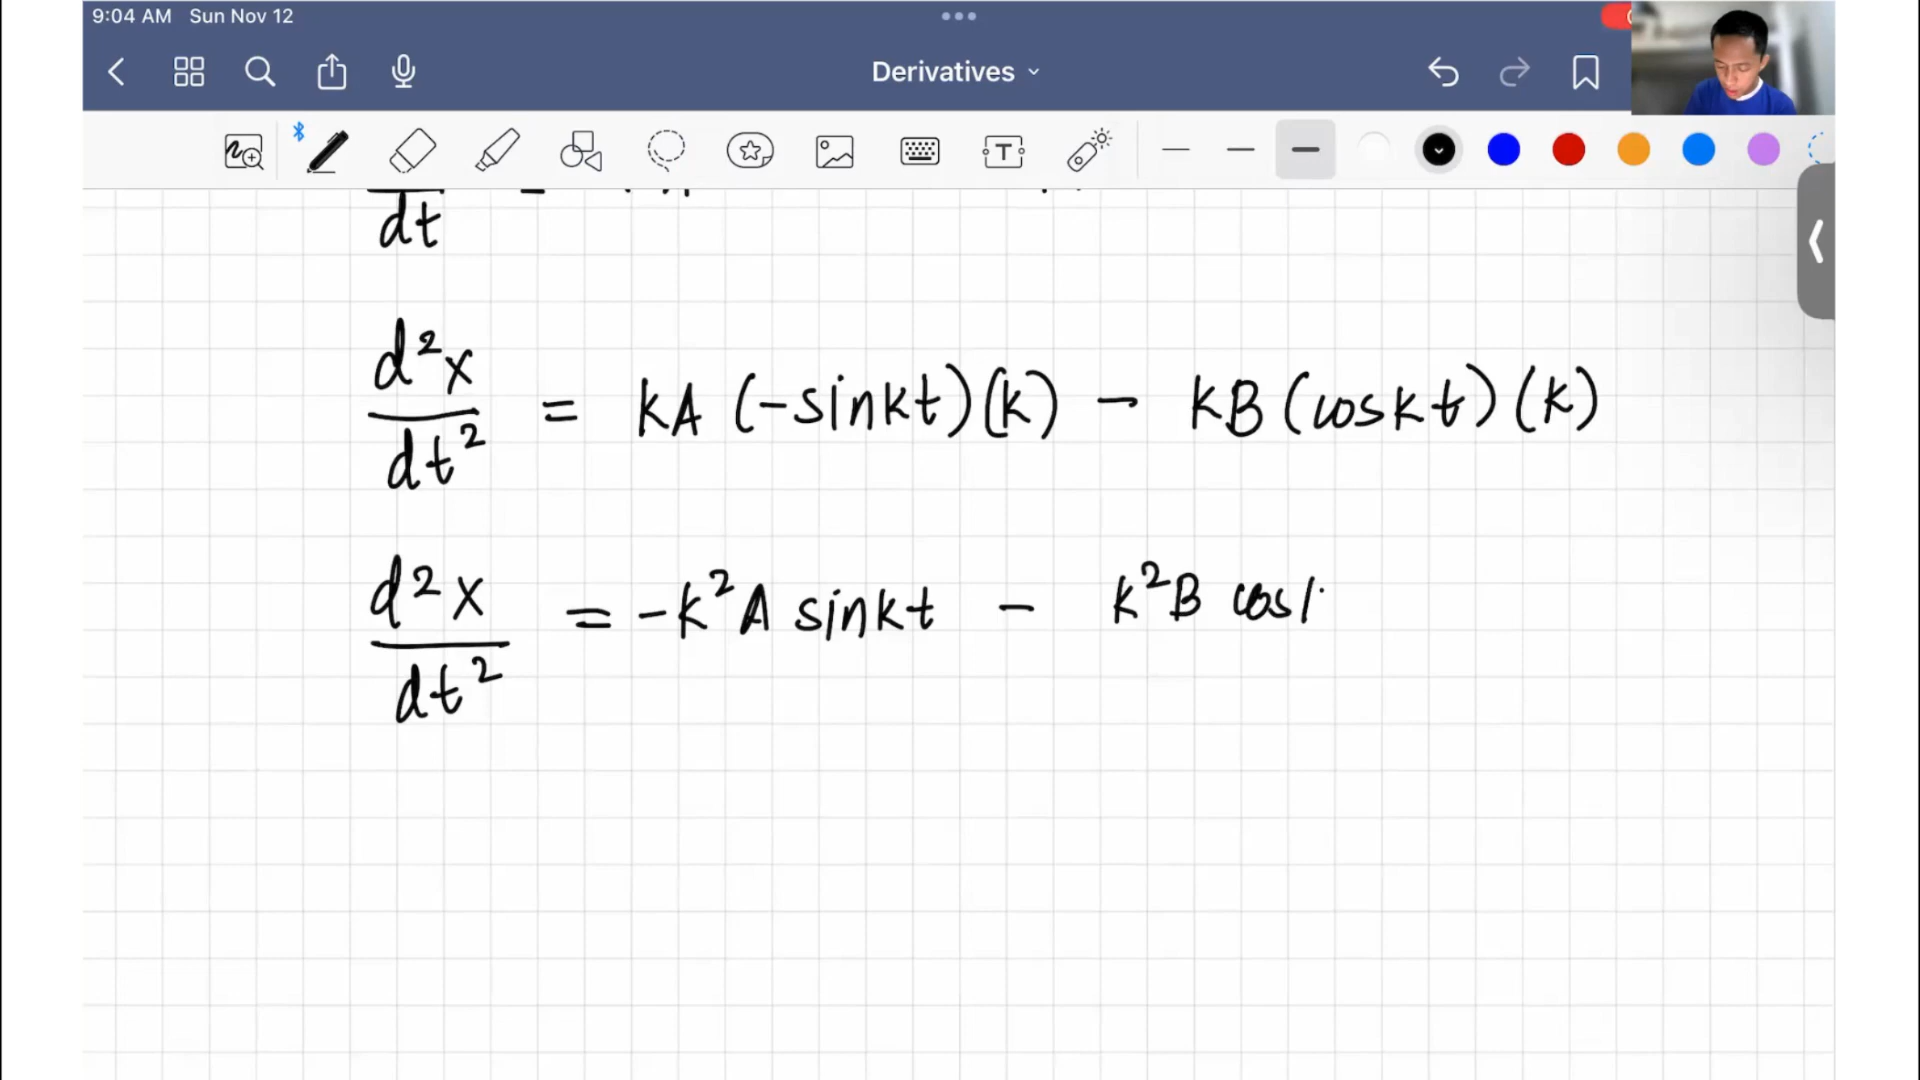 9:04 AM Sun Nov 12
Derivatives
T
dt
d²x/dt² = kA (-sinkt)(k) - kB (coskt)(k)
d²x/dt² = -k²A sinkt - k²B cos